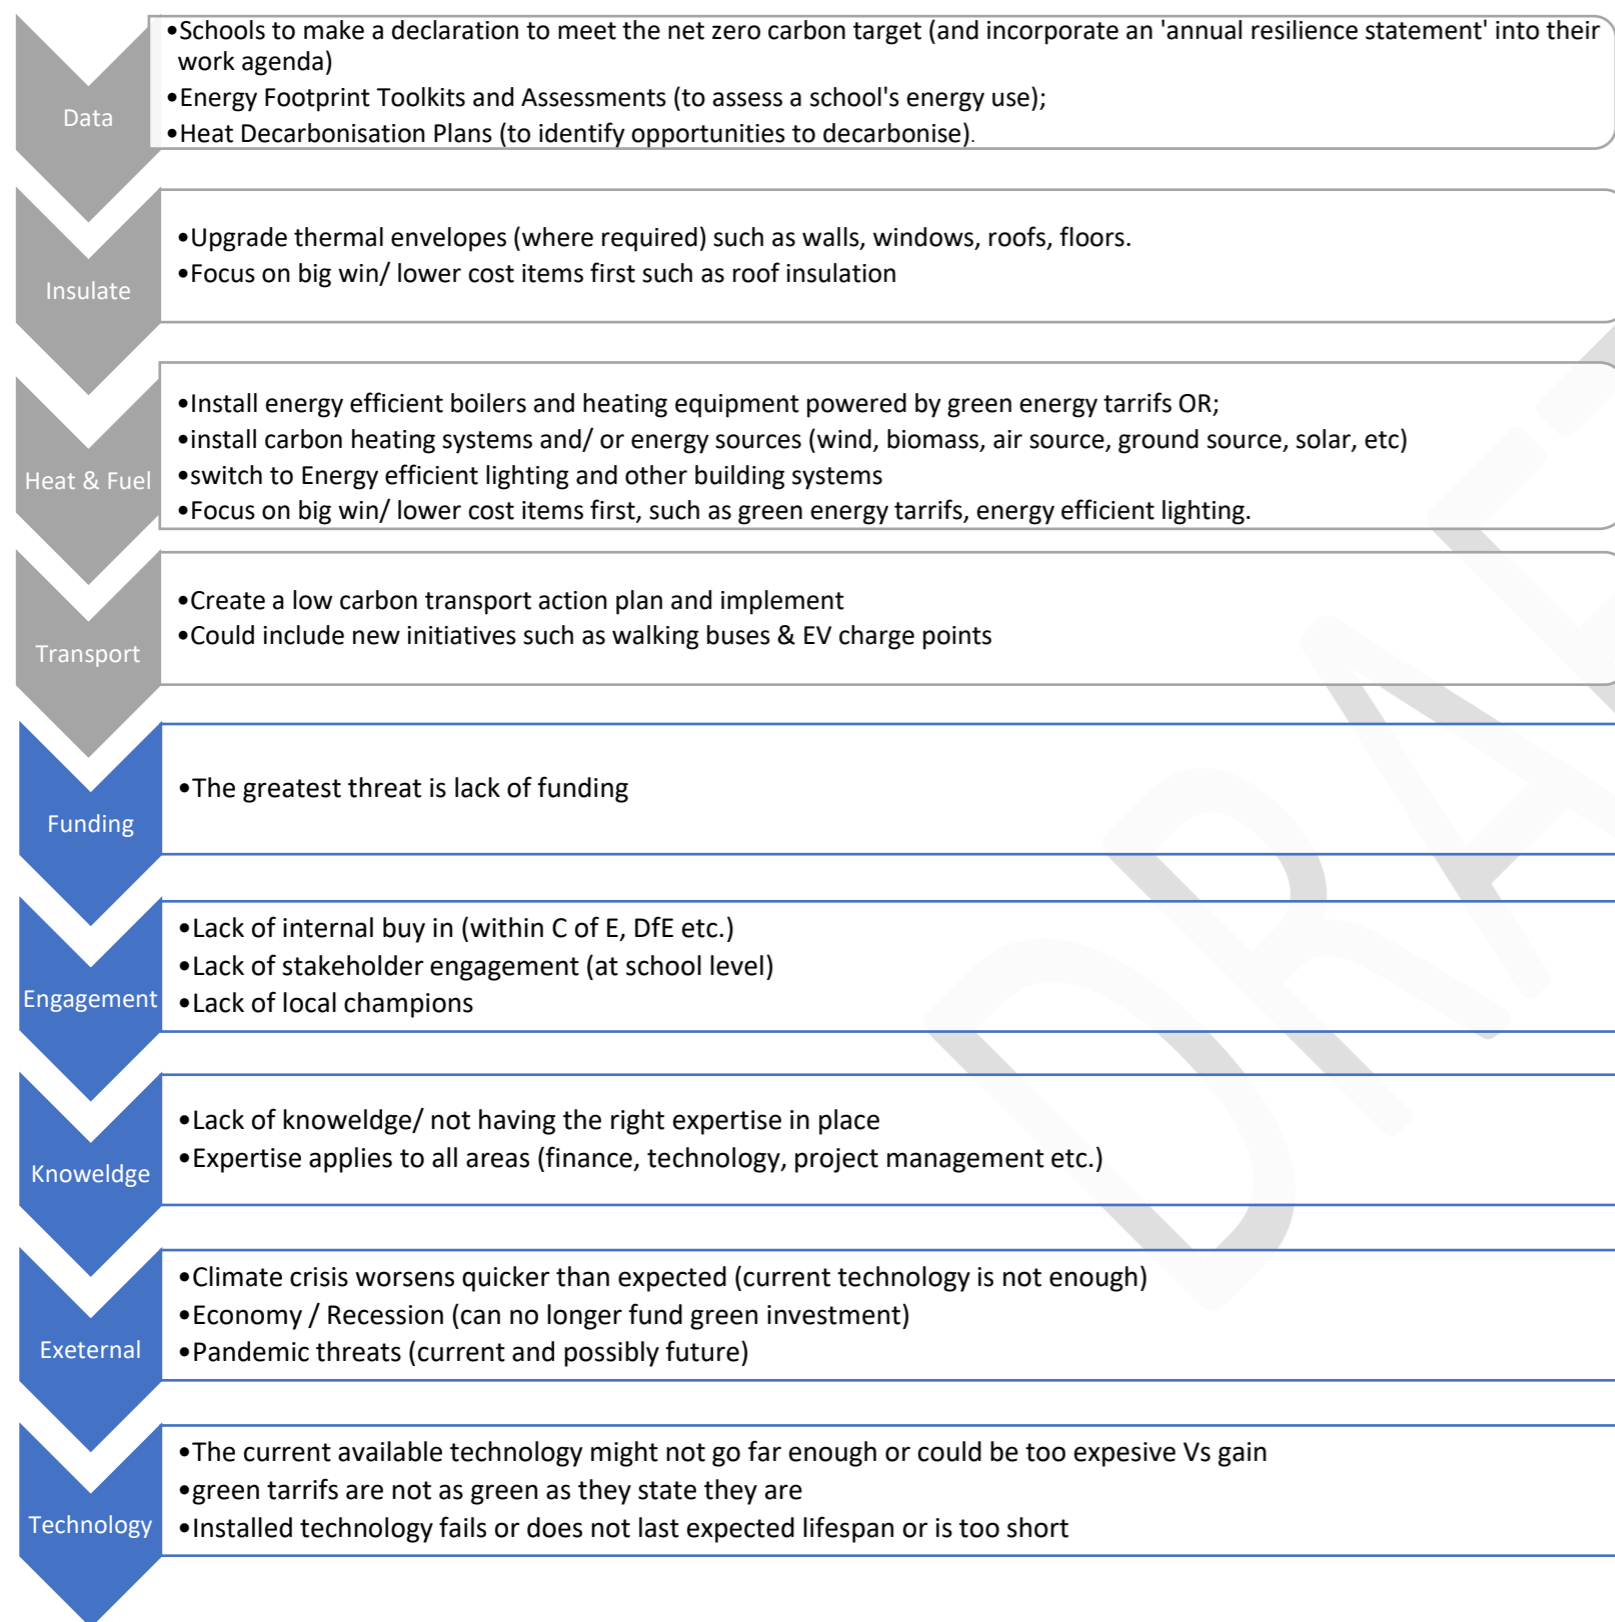 Data
•Schools to make a declaration to meet the net zero carbon target (and incorporate an 'annual resilience statement' into their
work agenda)
•Energy Footprint Toolkits and Assessments (to assess a school's energy use);
•Heat Decarbonisation Plans (to identify opportunities to decarbonise).
Insulate
•Upgrade thermal envelopes (where required) such as walls, windows, roofs, floors.
•Focus on big win/ lower cost items first such as roof insulation
Heat & Fuel
•Install energy efficient boilers and heating equipment powered by green energy tarrifs OR;
•install carbon heating systems and/ or energy sources (wind, biomass, air source, ground source, solar, etc)
•switch to Energy efficient lighting and other building systems
•Focus on big win/ lower cost items first, such as green energy tarrifs, energy efficient lighting.
Transport
•Create a low carbon transport action plan and implement
•Could include new initiatives such as walking buses & EV charge points
Funding
•The greatest threat is lack of funding
Engagement
•Lack of internal buy in (within C of E, DfE etc.)
•Lack of stakeholder engagement (at school level)
•Lack of local champions
Knoweldge
•Lack of knoweldge/ not having the right expertise in place
•Expertise applies to all areas (finance, technology, project management etc.)
Exeternal
•Climate crisis worsens quicker than expected (current technology is not enough)
•Economy / Recession (can no longer fund green investment)
•Pandemic threats (current and possibly future)
Technology
•The current available technology might not go far enough or could be too expesive Vs gain
•green tarrifs are not as green as they state they are
•Installed technology fails or does not last expected lifespan or is too short
DRAF